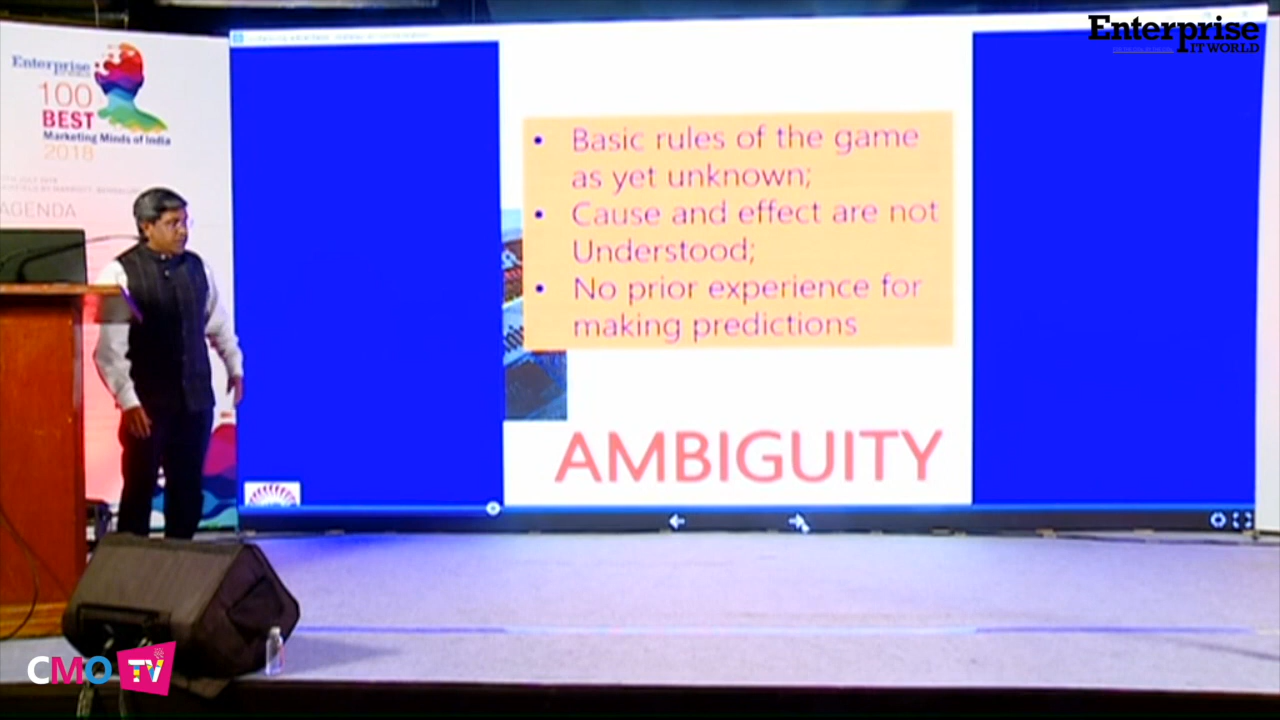 Enterprise
IT WORLD
Enterprise
100
BEST
Marketing Minds of India
2018
AGENDA
• Basic rules of the game
as yet unknown;
• Cause and effect are not
Understood;
• No prior experience for
making predictions
AMBIGUITY
CMO TV